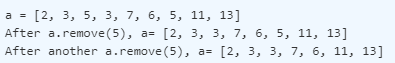 a = [2, 3, 5, 3, 7, 6, 5, 11, 13]
After a.remove(5), a= [2, 3, 3, 7, 6, 5, 11, 13]
After another a.remove(5), a= [2, 3, 3, 7, 6, 11, 13]